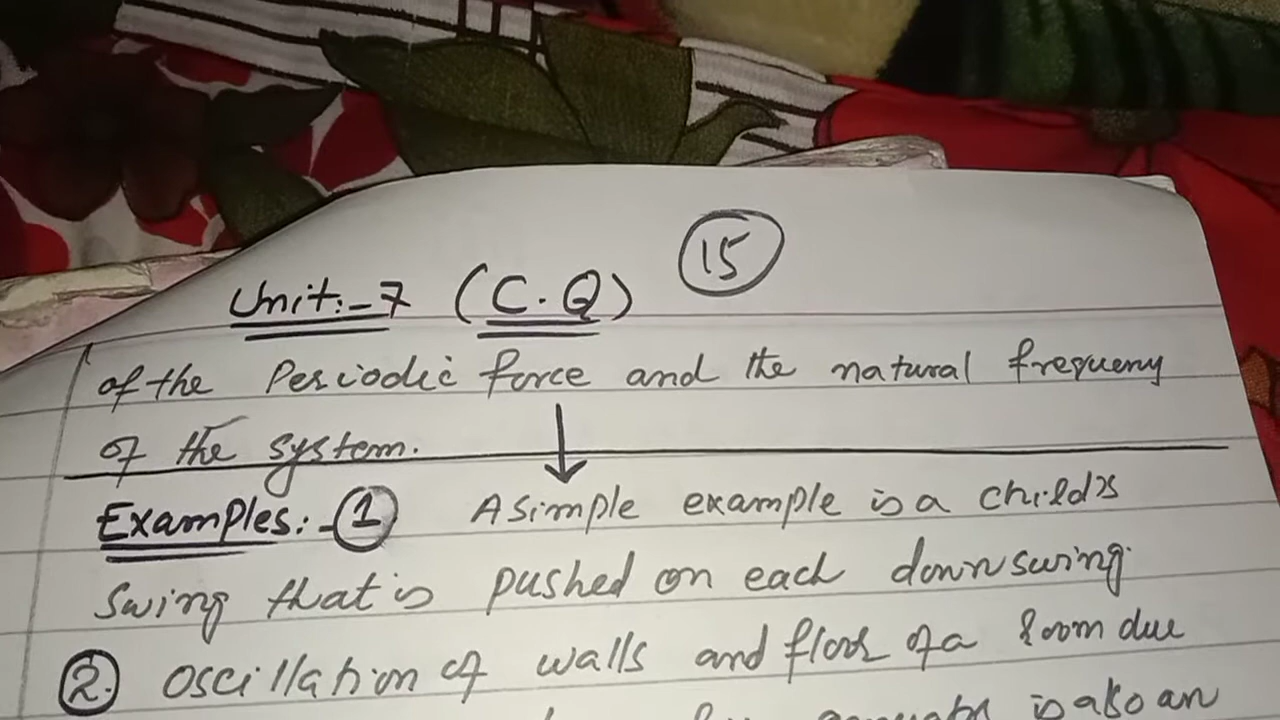 15
Unit:-7 (C.Q)
of the Periodic force and the natural frequency
of the system.
Examples:-1 A simple example is a child's
swing that is pushed on each downswing.
2. Oscillation of walls and floor of a room due
is also an